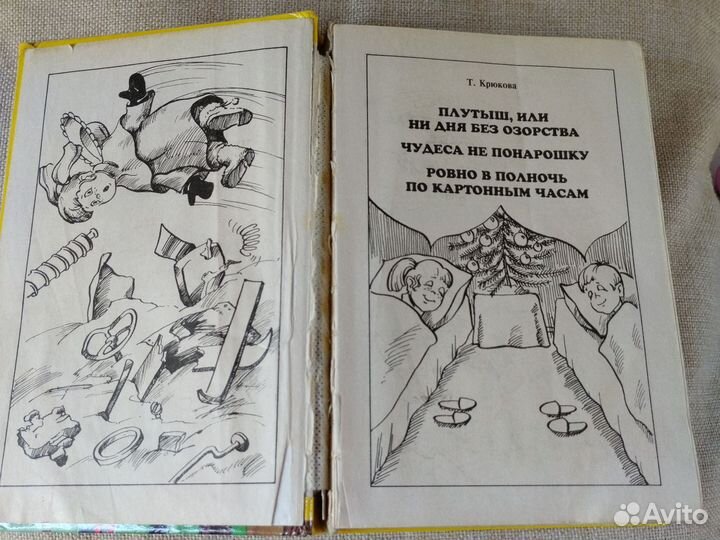 Т. Крюкова
ПЛУТЫШ, ИЛИ
НИ ДНЯ БЕЗ ОЗОРСТВА
ЧУДЕСА НЕ ПОНАРОШКУ
РОВНО В ПОЛНОЧЬ
ПО КАРТОННЫМ ЧАСАМ
Avito